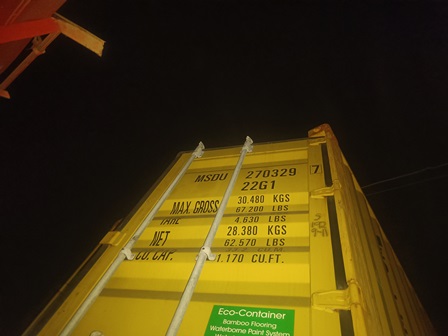 MSDU 270329 7
22G1
MAX. GROSS 30.480 KGS
67.200 LBS
TARE 4.630 LBS
NET 28.380 KGS
62.570 LBS
CU. CAP. 1.170 CU.FT.
Eco-Container
Bamboo Flooring
Waterborne Paint System